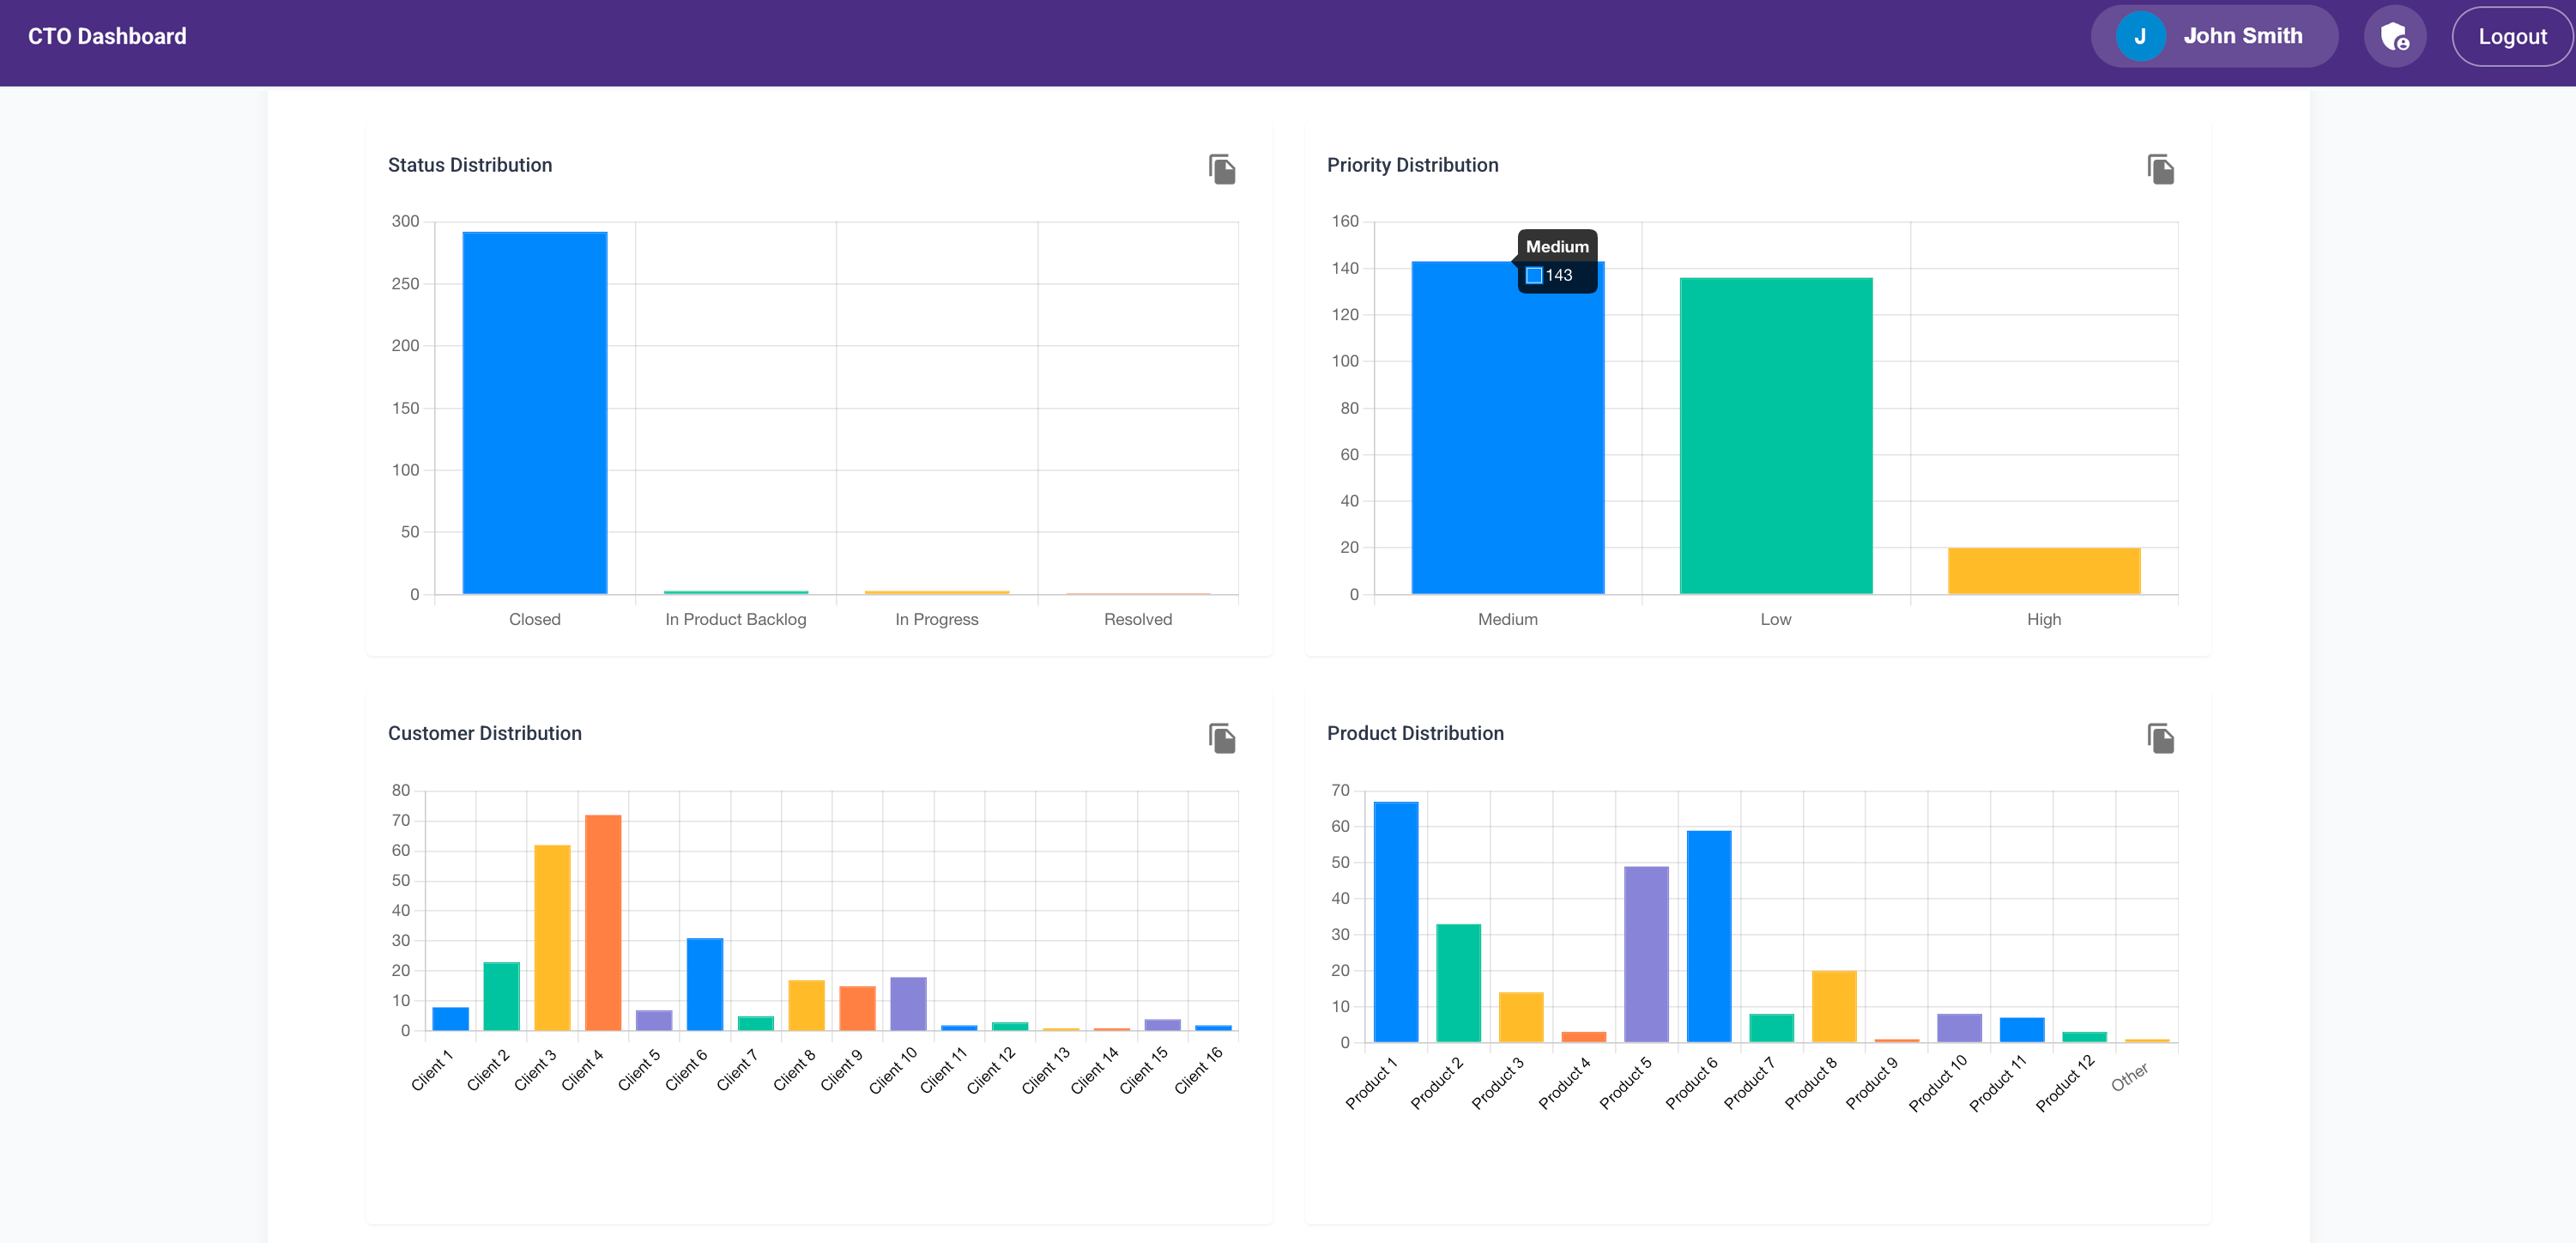 CTO Dashboard
J
John Smith
Logout
Status Distribution
300
250
200
150
100
50
0
Closed
In Product Backlog
In Progress
Resolved
Priority Distribution
160
140
120
100
80
60
40
20
0
Medium
143
Medium
Low
High
Customer Distribution
80
70
60
50
40
30
20
10
0
Client 1
Client 2
Client 3
Client 4
Client 5
Client 6
Client 7
Client 8
Client 9
Client 10
Client 11
Client 12
Client 13
Client 14
Client 15
Client 16
Product Distribution
70
60
50
40
30
20
10
0
Product 1
Product 2
Product 3
Product 4
Product 5
Product 6
Product 7
Product 8
Product 9
Product 10
Product 11
Product 12
Other